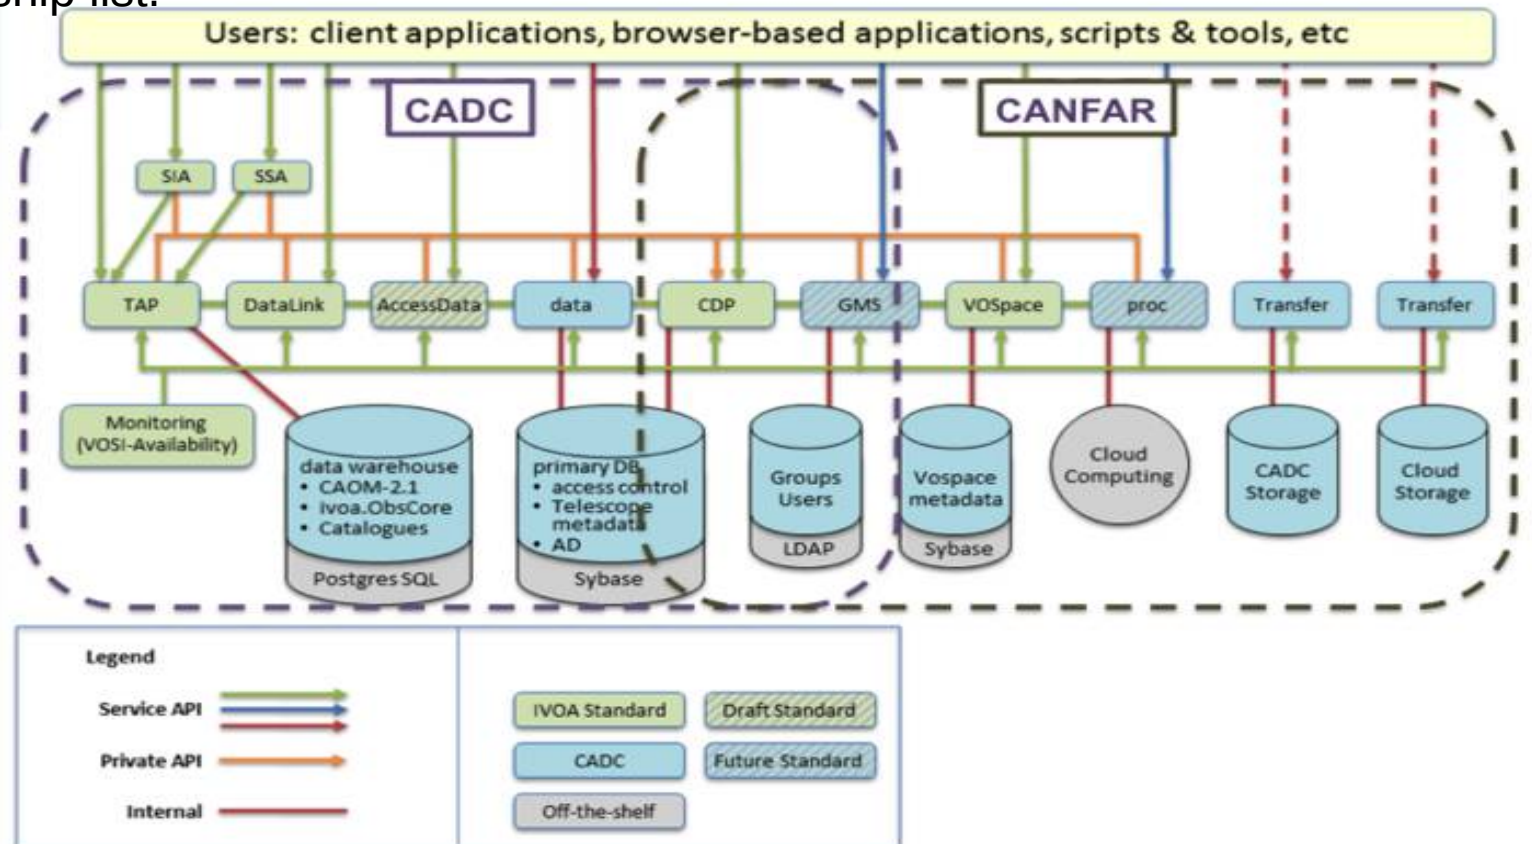 ship list.
Users: client applications, browser-based applications, scripts & tools, etc
CADC
CANFAR
SIA
SSA
TAP
DataLink
AccessData
data
CDP
GMS
VOSpace
proc
Transfer
Transfer
Monitoring
(VOSI-Availability)
data warehouse
• CAOM-2.1
• ivoa.ObsCore
• Catalogues
Postgres SQL
primary DB
• access control
• Telescope
metadata
• AD
Sybase
Groups
Users
LDAP
Vospace
metadata
Sybase
Cloud
Computing
CADC
Storage
Cloud
Storage
Legend
Service API
Private API
Internal
IVOA Standard
Draft Standard
CADC
Future Standard
Off-the-shelf